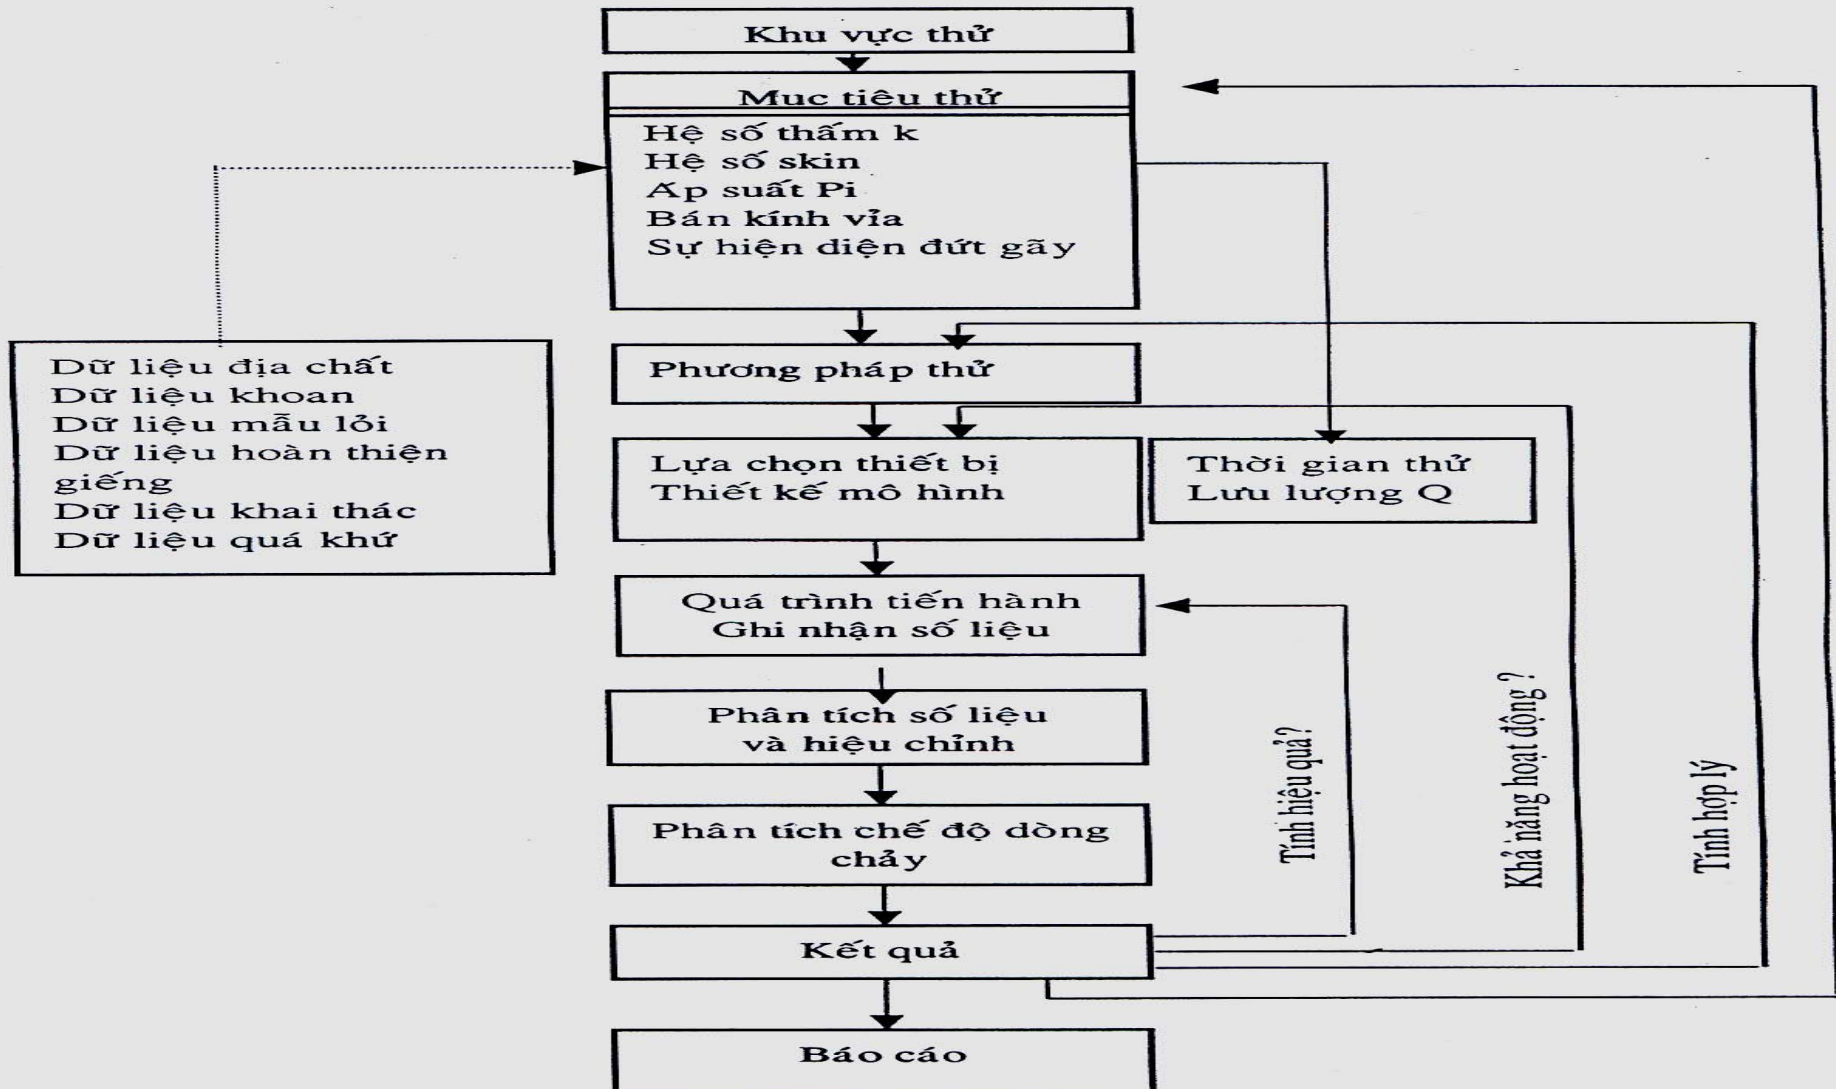 Khu vực thử
Muc tiêu thử
Hệ số thấm k
Hệ số skin
Áp suất Pi
Bán kính vỉa
Sự hiện diện đứt gãy
Dữ liệu địa chất
Dữ liệu khoan
Dữ liệu mẫu lỏi
Dữ liệu hoàn thiện
giếng
Dữ liệu khai thác
Dữ liệu quá khứ
Phương pháp thử
Lựa chọn thiết bị
Thiết kế mô hình
Thời gian thử
Lưu lượng Q
Quá trình tiến hành
Ghi nhận số liệu
Phân tích số liệu
và hiệu chỉnh
Phân tích chế độ dòng
chảy
Kết quả
Báo cáo
Tính hiệu quả?
Khả năng hoạt động ?
Tính hợp lý